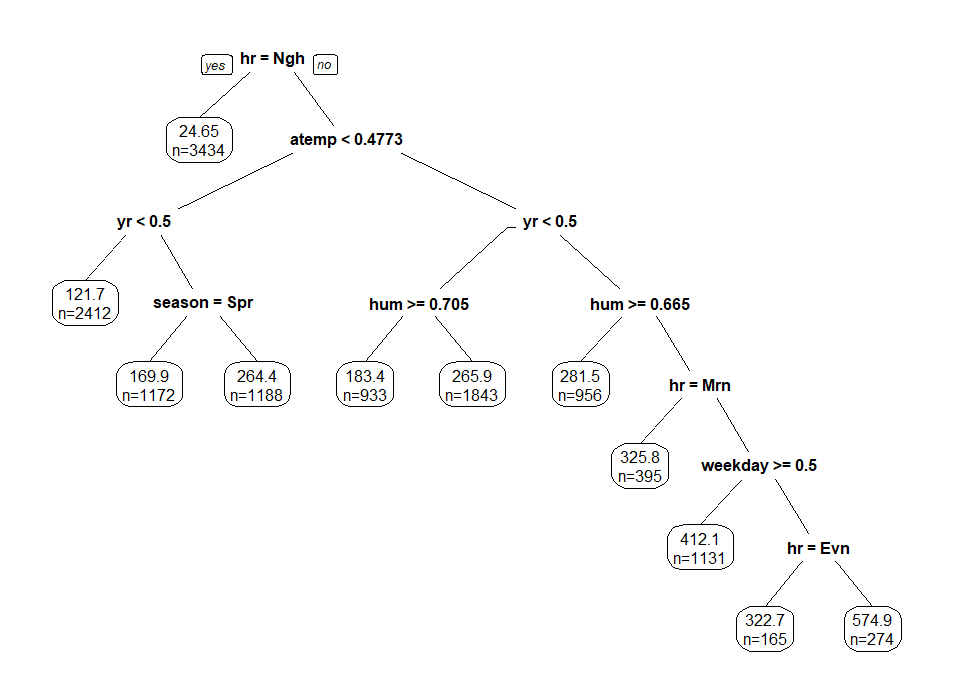 yes hr = Ngh no
24.65
n=3434
atemp < 0.4773
yr < 0.5
yr < 0.5
121.7
n=2412
season = Spr
hum >= 0.705
hum >= 0.665
169.9
n=1172
264.4
n=1188
183.4
n=933
265.9
n=1843
281.5
n=956
hr = Mrn
325.8
n=395
weekday >= 0.5
412.1
n=1131
hr = Evn
322.7
n=165
574.9
n=274